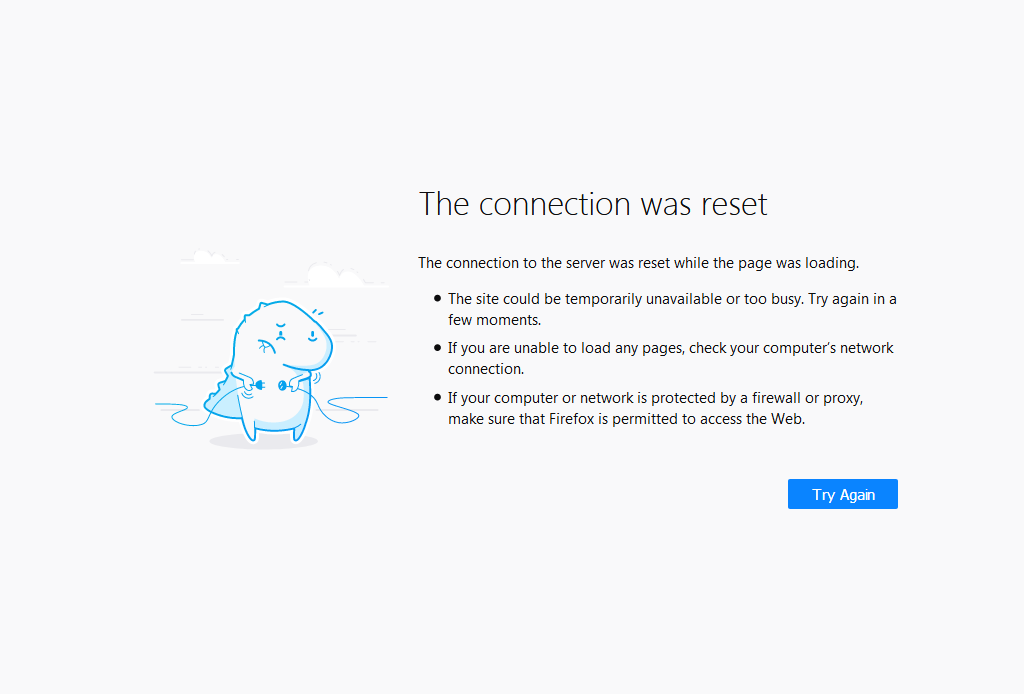 The connection was reset
The connection to the server was reset while the page was loading.
● The site could be temporarily unavailable or too busy. Try again in a
few moments.
● If you are unable to load any pages, check your computer’s network
connection.
● If your computer or network is protected by a firewall or proxy,
make sure that Firefox is permitted to access the Web.
Try Again